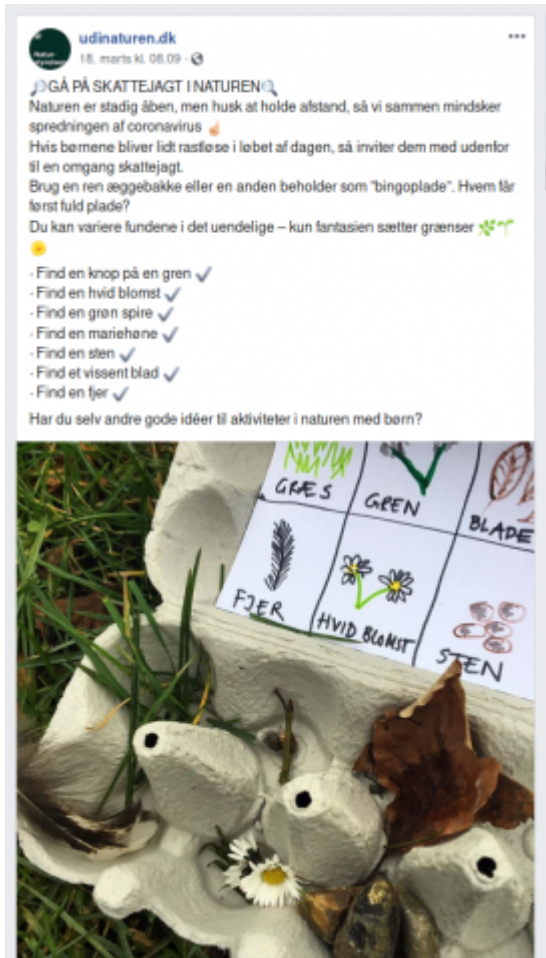 udinaturen.dk
18. marts kl. 08.09 ·
🔎GÅ PÅ SKATTEJAGT I NATUREN🔍
Naturen er stadig åben, men husk at holde afstand, så vi sammen mindsker
spredningen af coronavirus ☝
Hvis børnene bliver lidt rastløse i løbet af dagen, så inviter dem med udenfor
til en omgang skattejagt.
Brug en ren æggebakke eller en anden beholder som "bingoplade". Hvem får
først fuld plade?
Du kan variere fundene i det uendelige – kun fantasien sætter grænser 🌿🌱
🌞
· Find en knop på en gren ✔
· Find en hvid blomst ✔
· Find en grøn spire ✔
· Find en mariehøne ✔
· Find en sten ✔
· Find et vissent blad ✔
· Find en fjer ✔
Har du selv andre gode idéer til aktiviteter i naturen med børn?
GRÆS
GREN
BLADE
FJER
HVID BLOMST
STEN